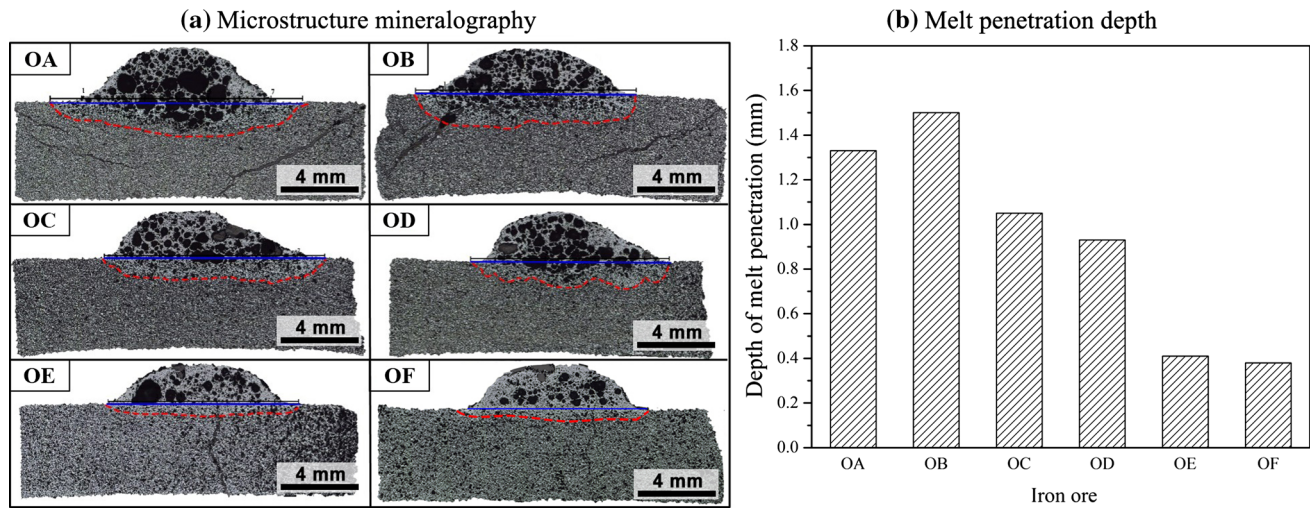 (a) Microstructure mineralography
OA
1
7
4 mm
OB
4 mm
OC
4 mm
OD
4 mm
OE
4 mm
OF
4 mm
(b) Melt penetration depth
Depth of melt penetration (mm)
1.8
1.6
1.4
1.2
1.0
0.8
0.6
0.4
0.2
0.0
OA OB OC OD OE OF
Iron ore